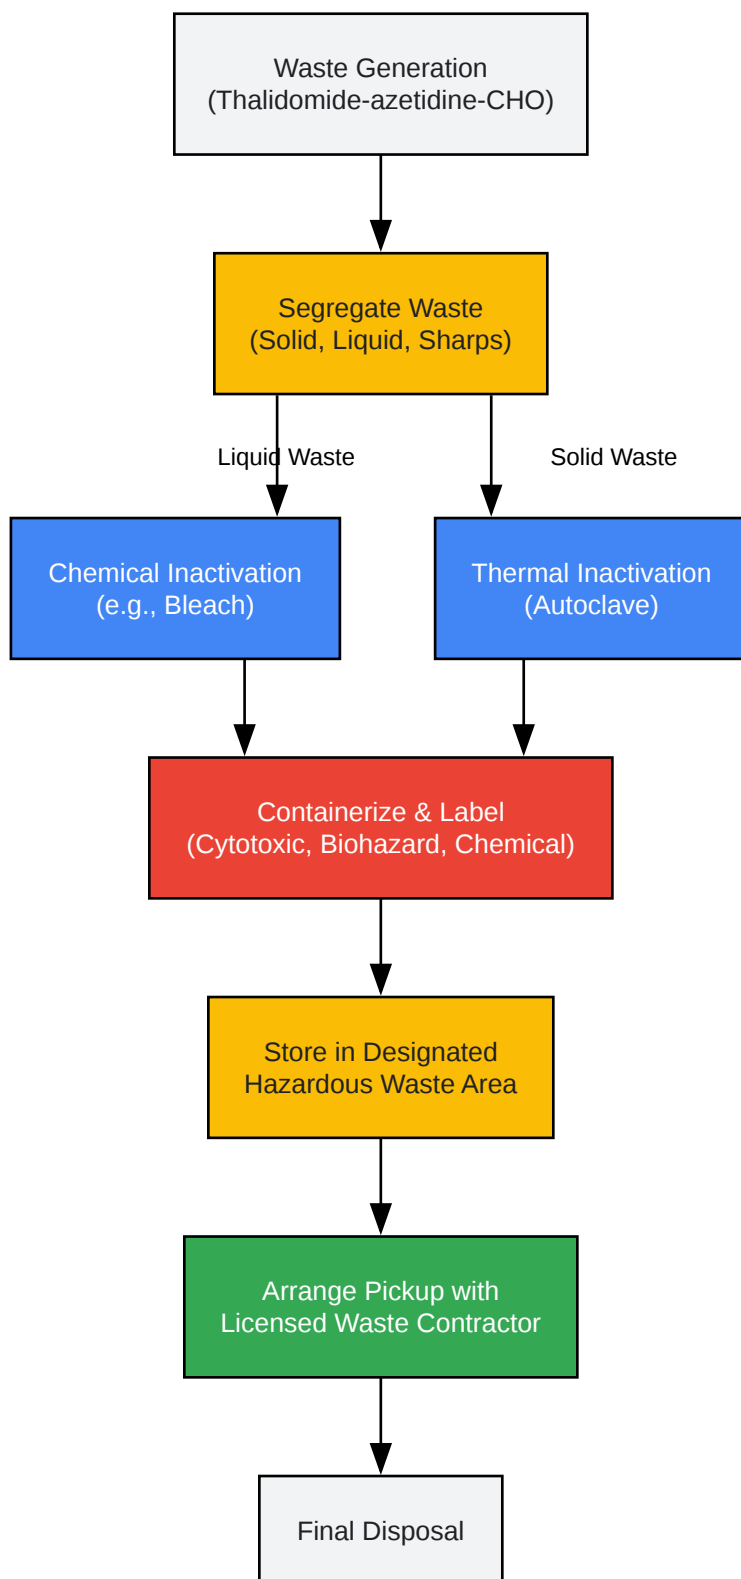 Waste Generation
(Thalidomide-azetidine-CHO)
Segregate Waste
(Solid, Liquid, Sharps)
Liquid Waste
Solid Waste
Chemical Inactivation
(e.g., Bleach)
Thermal Inactivation
(Autoclave)
Containerize & Label
(Cytotoxic, Biohazard, Chemical)
Store in Designated
Hazardous Waste Area
Arrange Pickup with
Licensed Waste Contractor
Final Disposal